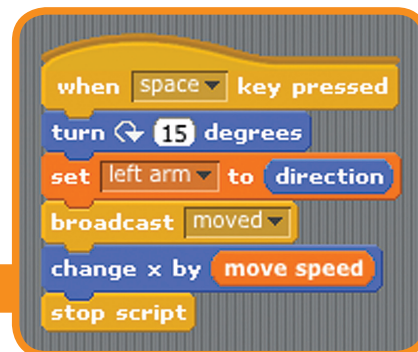 when space key pressed
turn 15 degrees
set left arm to direction
broadcast moved
change x by move speed
stop script